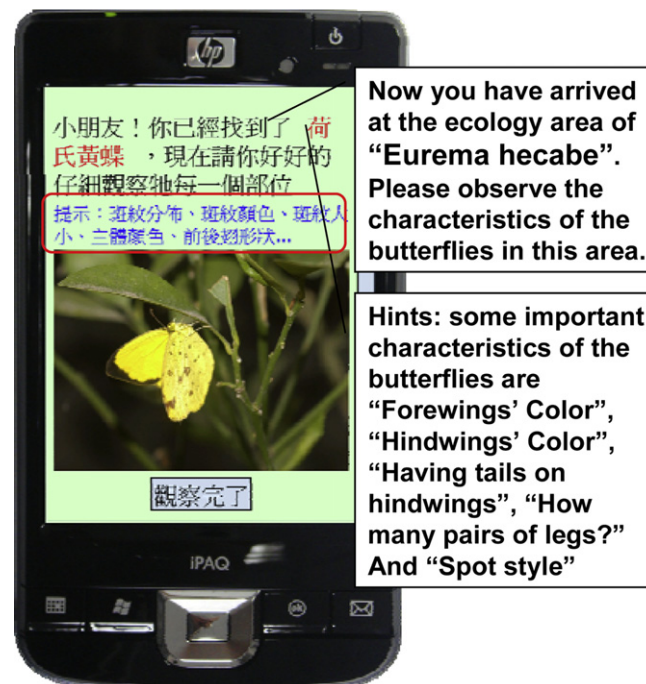 hp
小朋友！你已經找到了 荷
氏黃蝶 ，現在請你好好的
仔細觀察牠每一個部位
提示：斑紋分佈、斑紋顏色、斑紋大
小、主體顏色、前後翅形狀...
觀察完了
iPAQ
ok
Now you have arrived
at the ecology area of
“Eurema hecabe”.
Please observe the
characteristics of the
butterflies in this area.
Hints: some important
characteristics of the
butterflies are
“Forewings’ Color”,
“Hindwings’ Color”,
“Having tails on
hindwings”, “How
many pairs of legs?”
And “Spot style”